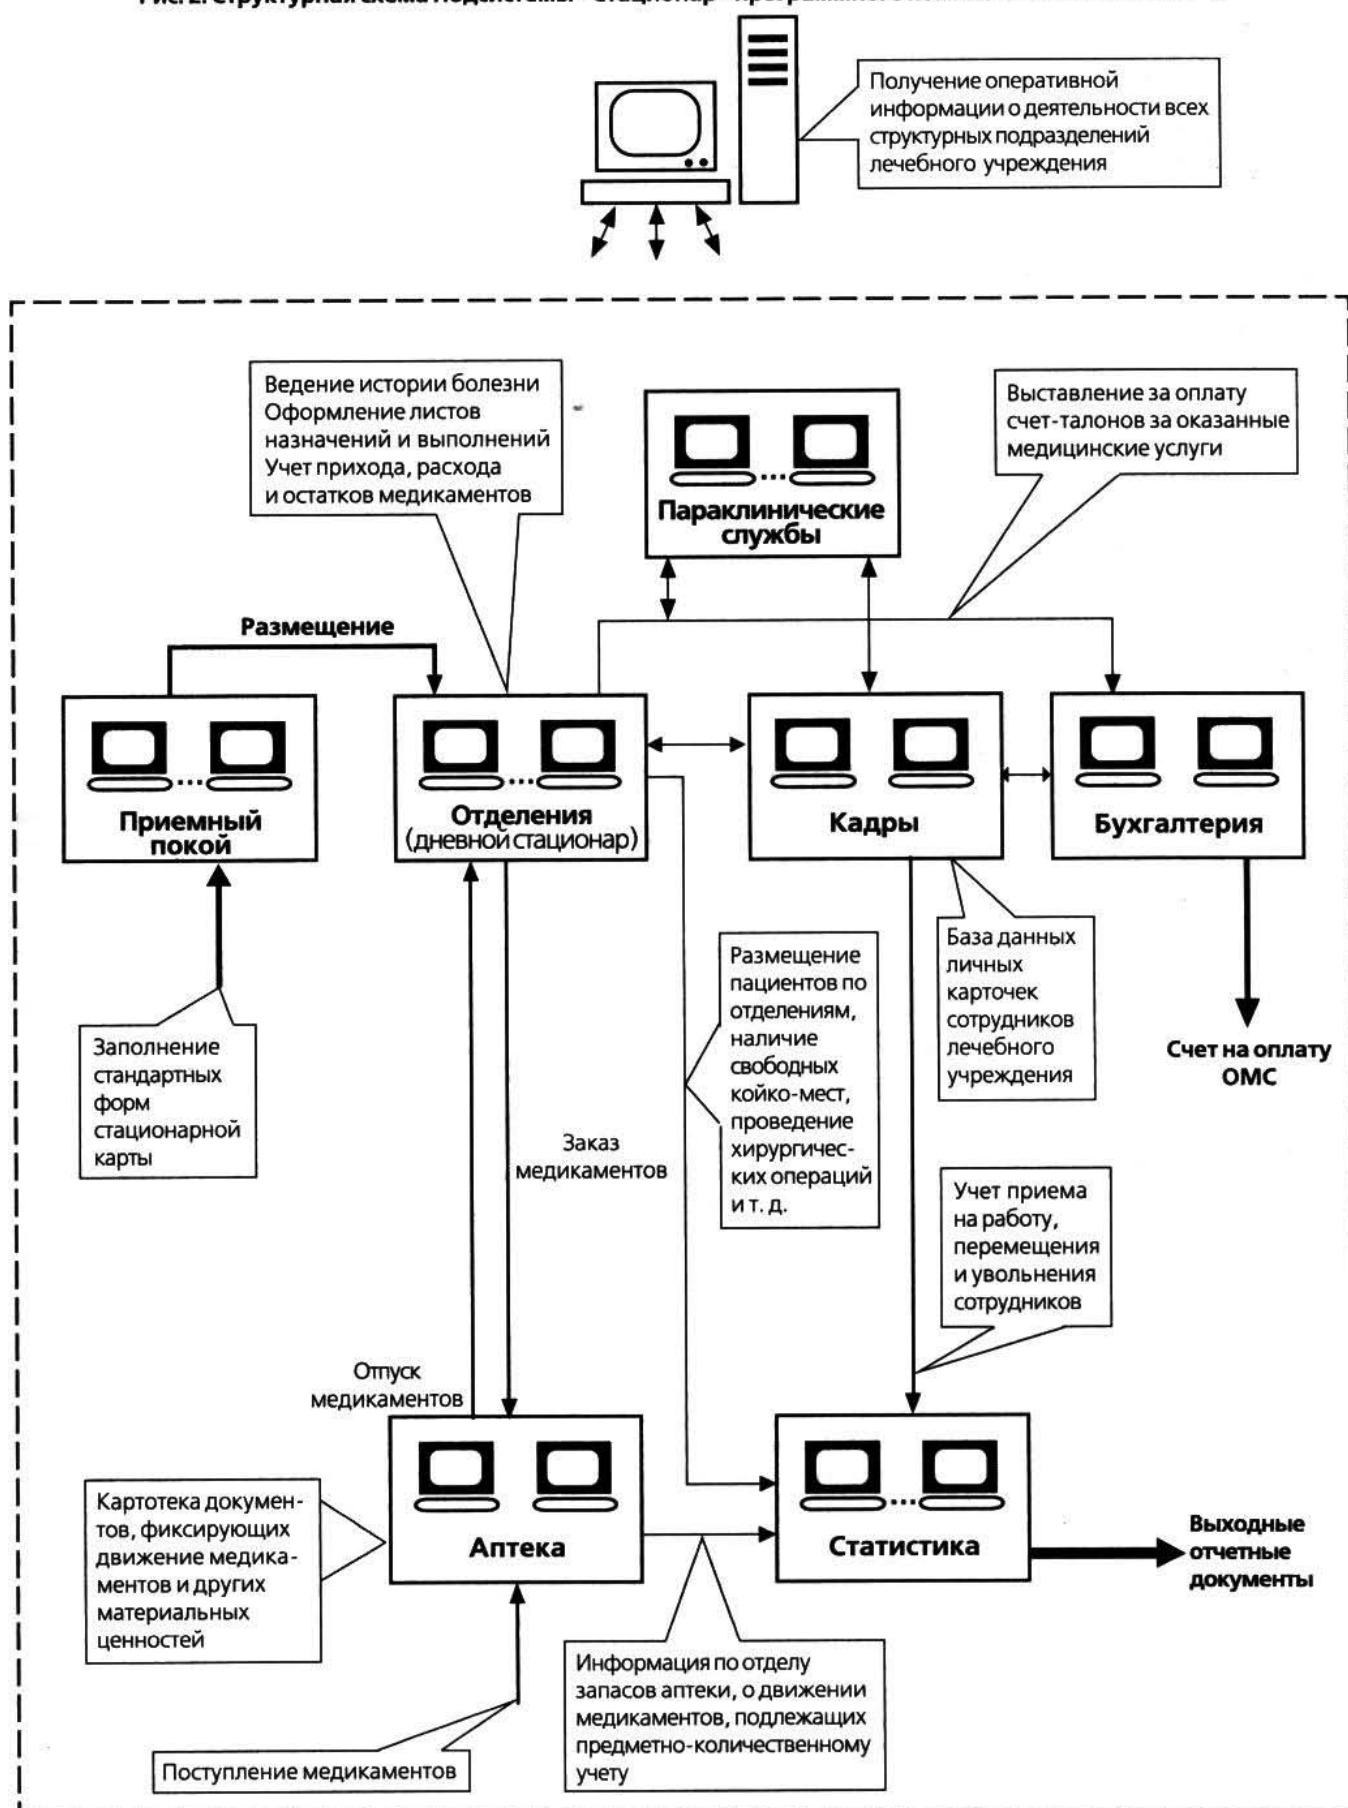 Получение оперативной
информации о деятельности всех
структурных подразделений
лечебного учреждения
Ведение истории болезни
Оформление листов
назначений и выполнений
Учет прихода, расхода
и остатков медикаментов
Параклинические
службы
Выставление за оплату
счет-талонов за оказанные
медицинские услуги
Размещение
Приемный
покой
Отделения
(дневной стационар)
Кадры
Бухгалтерия
Заполнение
стандартных
форм
стационарной
карты
Заказ
медикаментов
Размещение
пациентов по
отделениям,
наличие
свободных
койко-мест,
проведение
хирургичес-
ких операций
и т. д.
База данных
личных
карточек
сотрудников
лечебного
учреждения
Счет на оплату
ОМС
Учет приема
на работу,
перемещения
и увольнения
сотрудников
Отпуск
медикаментов
Картотека докумен-
тов, фиксирующих
движение медика-
ментов и других
материальных
ценностей
Аптека
Статистика
Выходные
отчетные
документы
Информация по отделу
запасов аптеки, о движении
медикаментов, подлежащих
предметно-количественному
учету
Поступление медикаментов